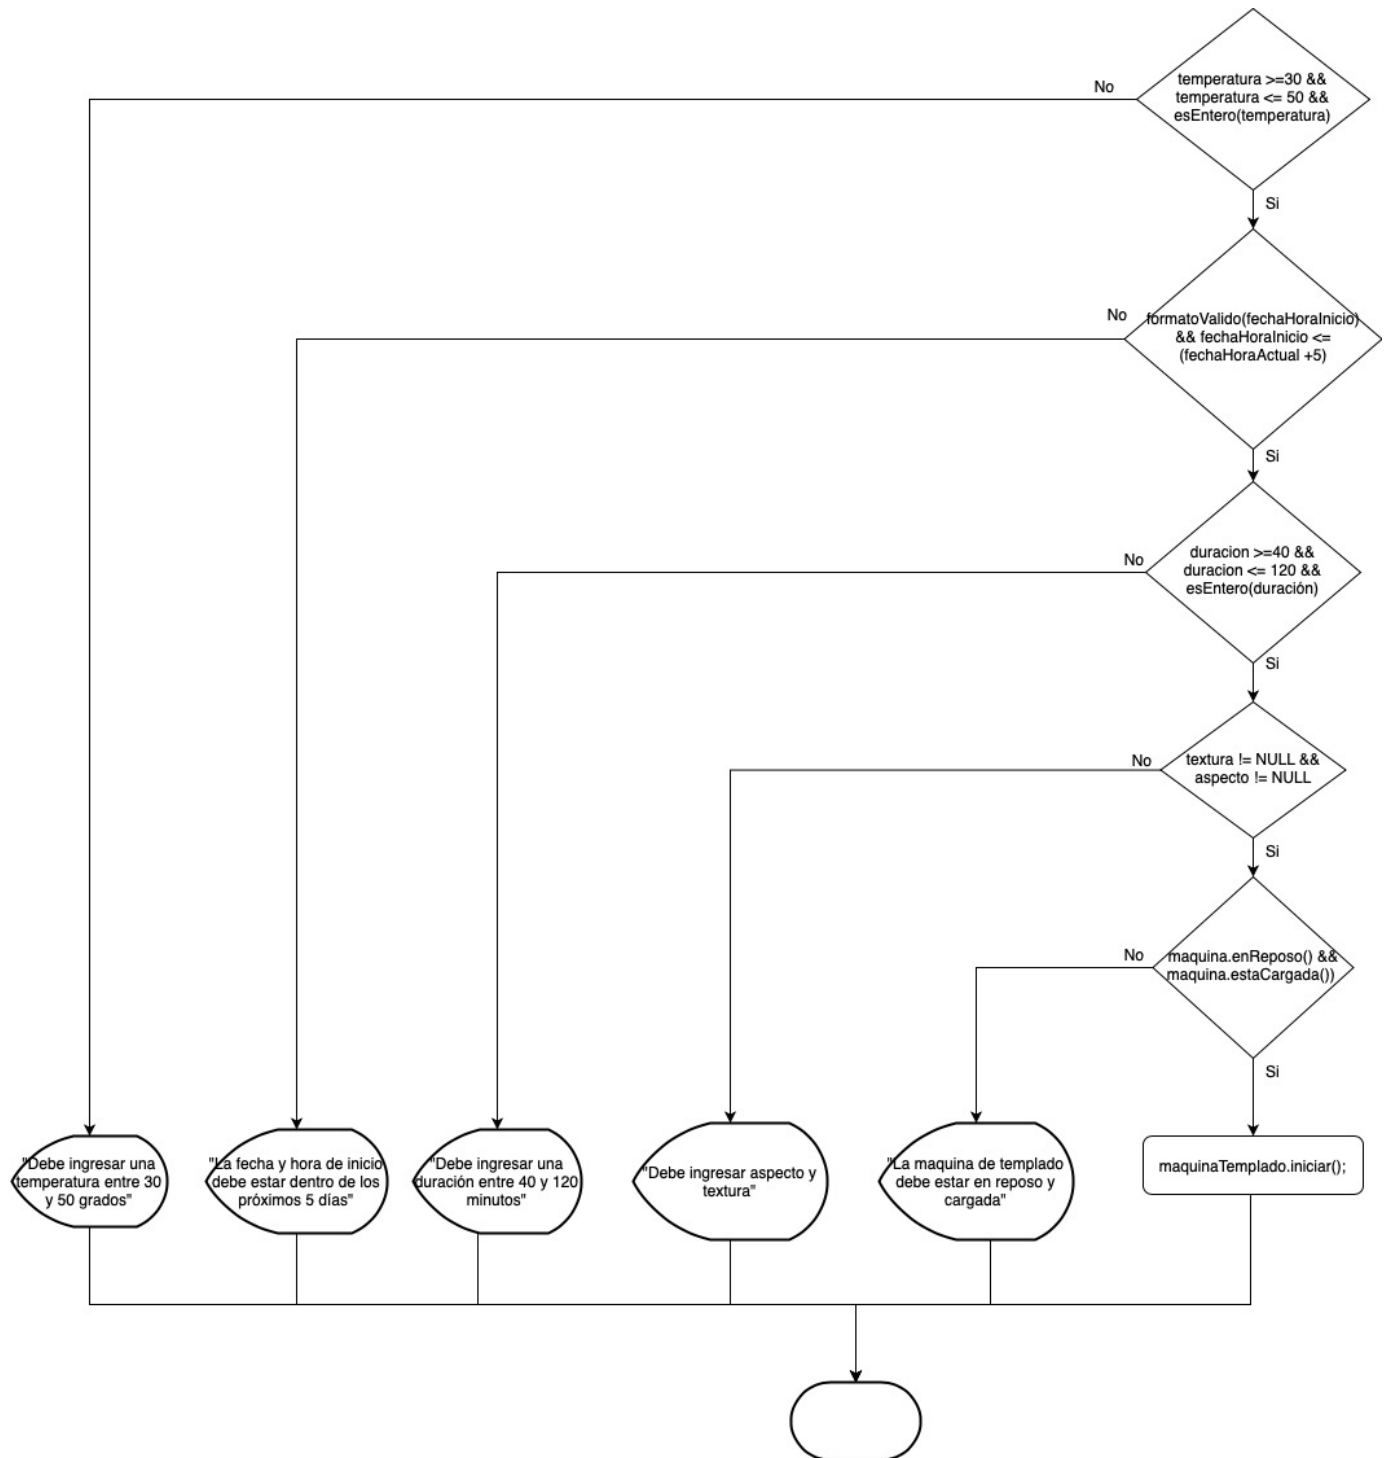 temperatura >=30 &&
temperatura <= 50 &&
esEntero(temperatura)
No
Si
formatoValido(fechaHoraInicio)
&& fechaHoraInicio <=
(fechaHoraActual +5)
No
Si
duracion >=40 &&
duracion <= 120 &&
esEntero(duración)
No
Si
textura != NULL &&
aspecto != NULL
No
Si
maquina.enReposo() &&
maquina.estaCargada())
No
Si
"Debe ingresar una
temperatura entre 30
y 50 grados"
"La fecha y hora de inicio
debe estar dentro de los
próximos 5 días"
"Debe ingresar una
duración entre 40 y 120
minutos"
"Debe ingresar aspecto y
textura"
"La maquina de templado
debe estar en reposo y
cargada"
maquinaTemplado.iniciar();